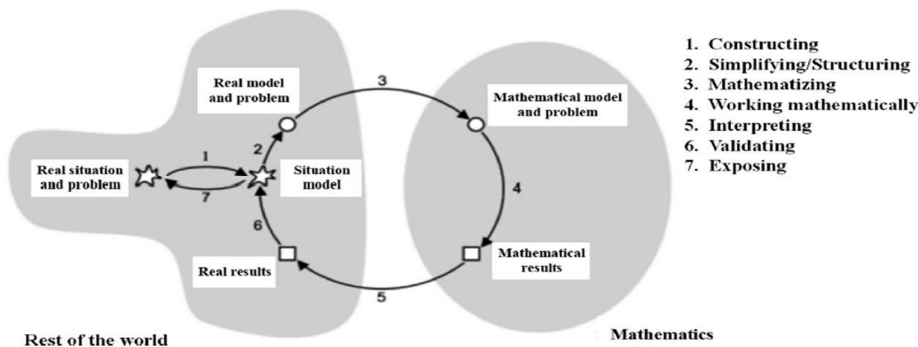 Real model
and problem
3
Mathematical model
and problem
1. Constructing
2. Simplifying/Structuring
3. Mathematizing
4. Working mathematically
5. Interpreting
6. Validating
7. Exposing
Real situation
and problem
1
2
7
Situation
model
4
6
Real results
Mathematical
results
5
Rest of the world
Mathematics